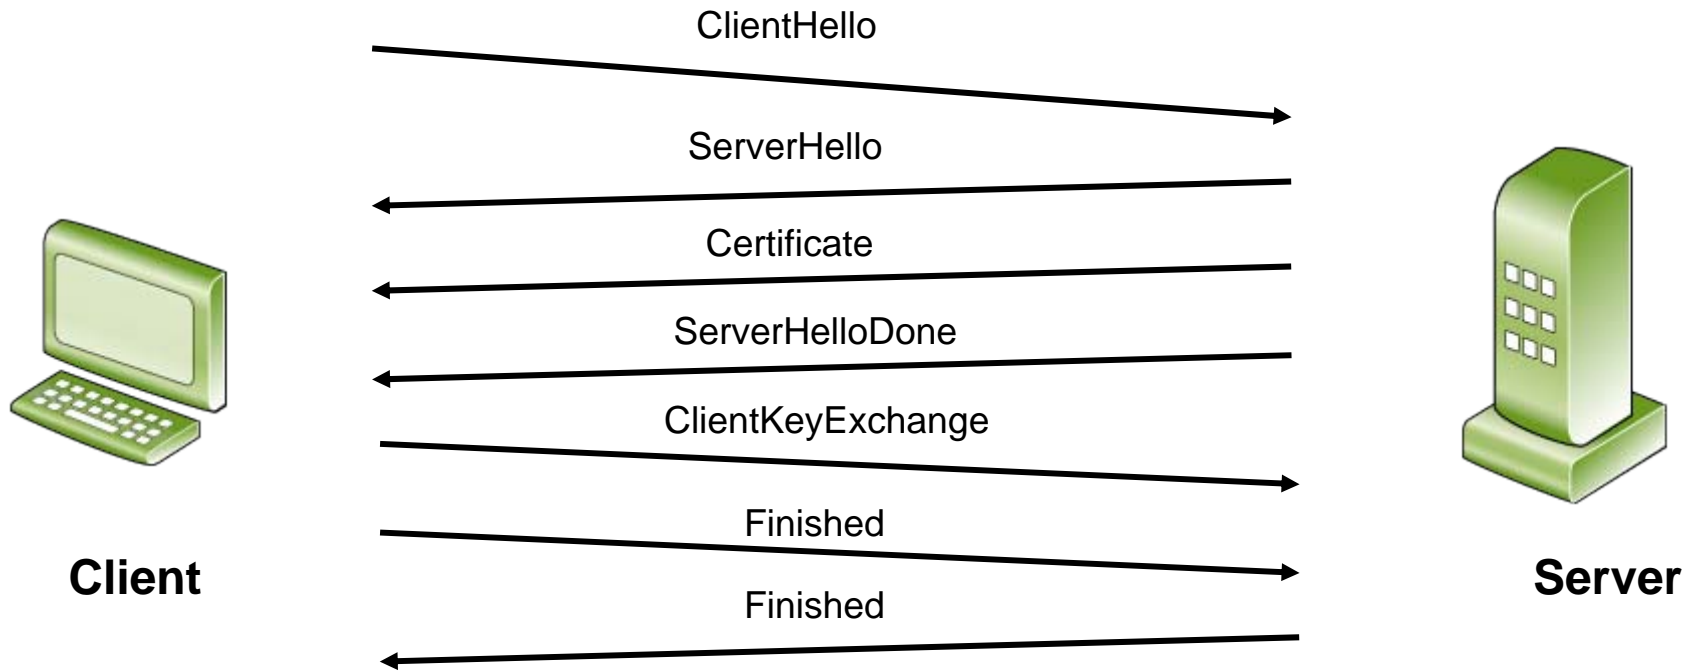 ClientHello
ServerHello
Certificate
ServerHelloDone
ClientKeyExchange
Finished
Client
Server
Finished